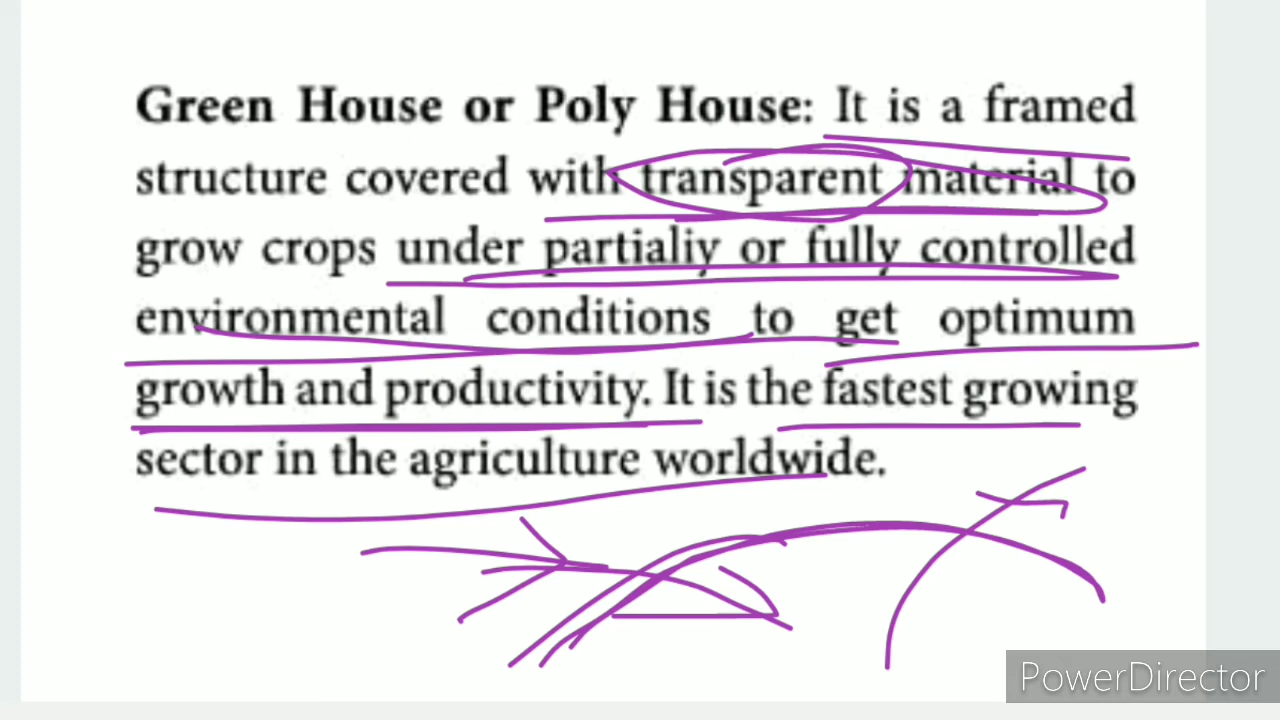 Green House or Poly House: It is a framed
structure covered with transparent material to
grow crops under partialiy or fully controlled
environmental conditions to get optimum
growth and productivity. It is the fastest growing
sector in the agriculture worldwide.
PowerDirector